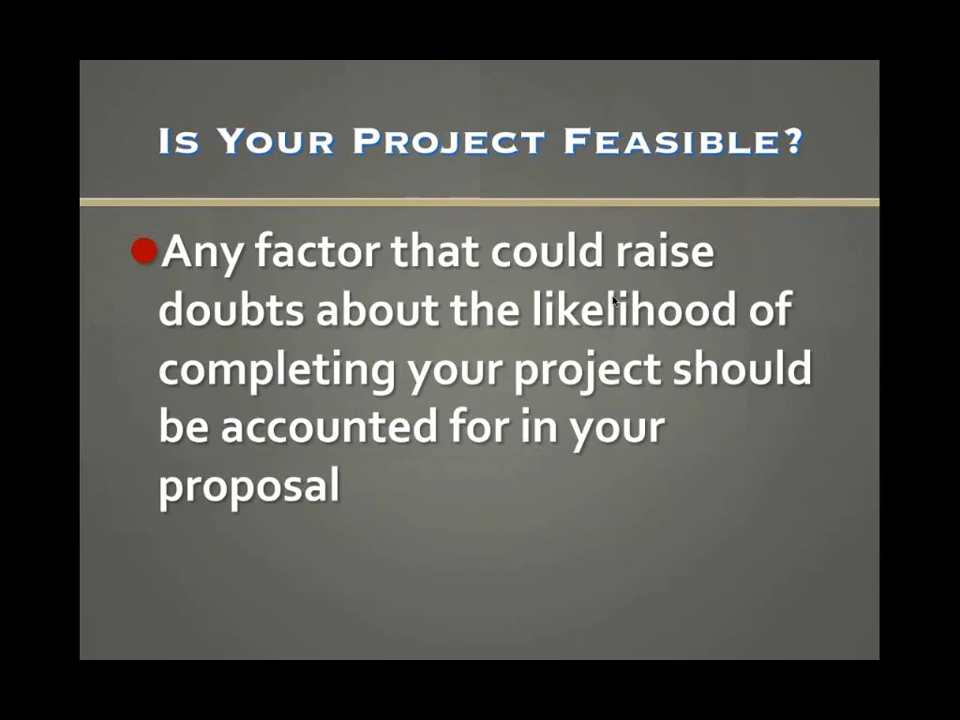 Is Your Project Feasible?
Any factor that could raise
doubts about the likelihood of
completing your project should
be accounted for in your
proposal